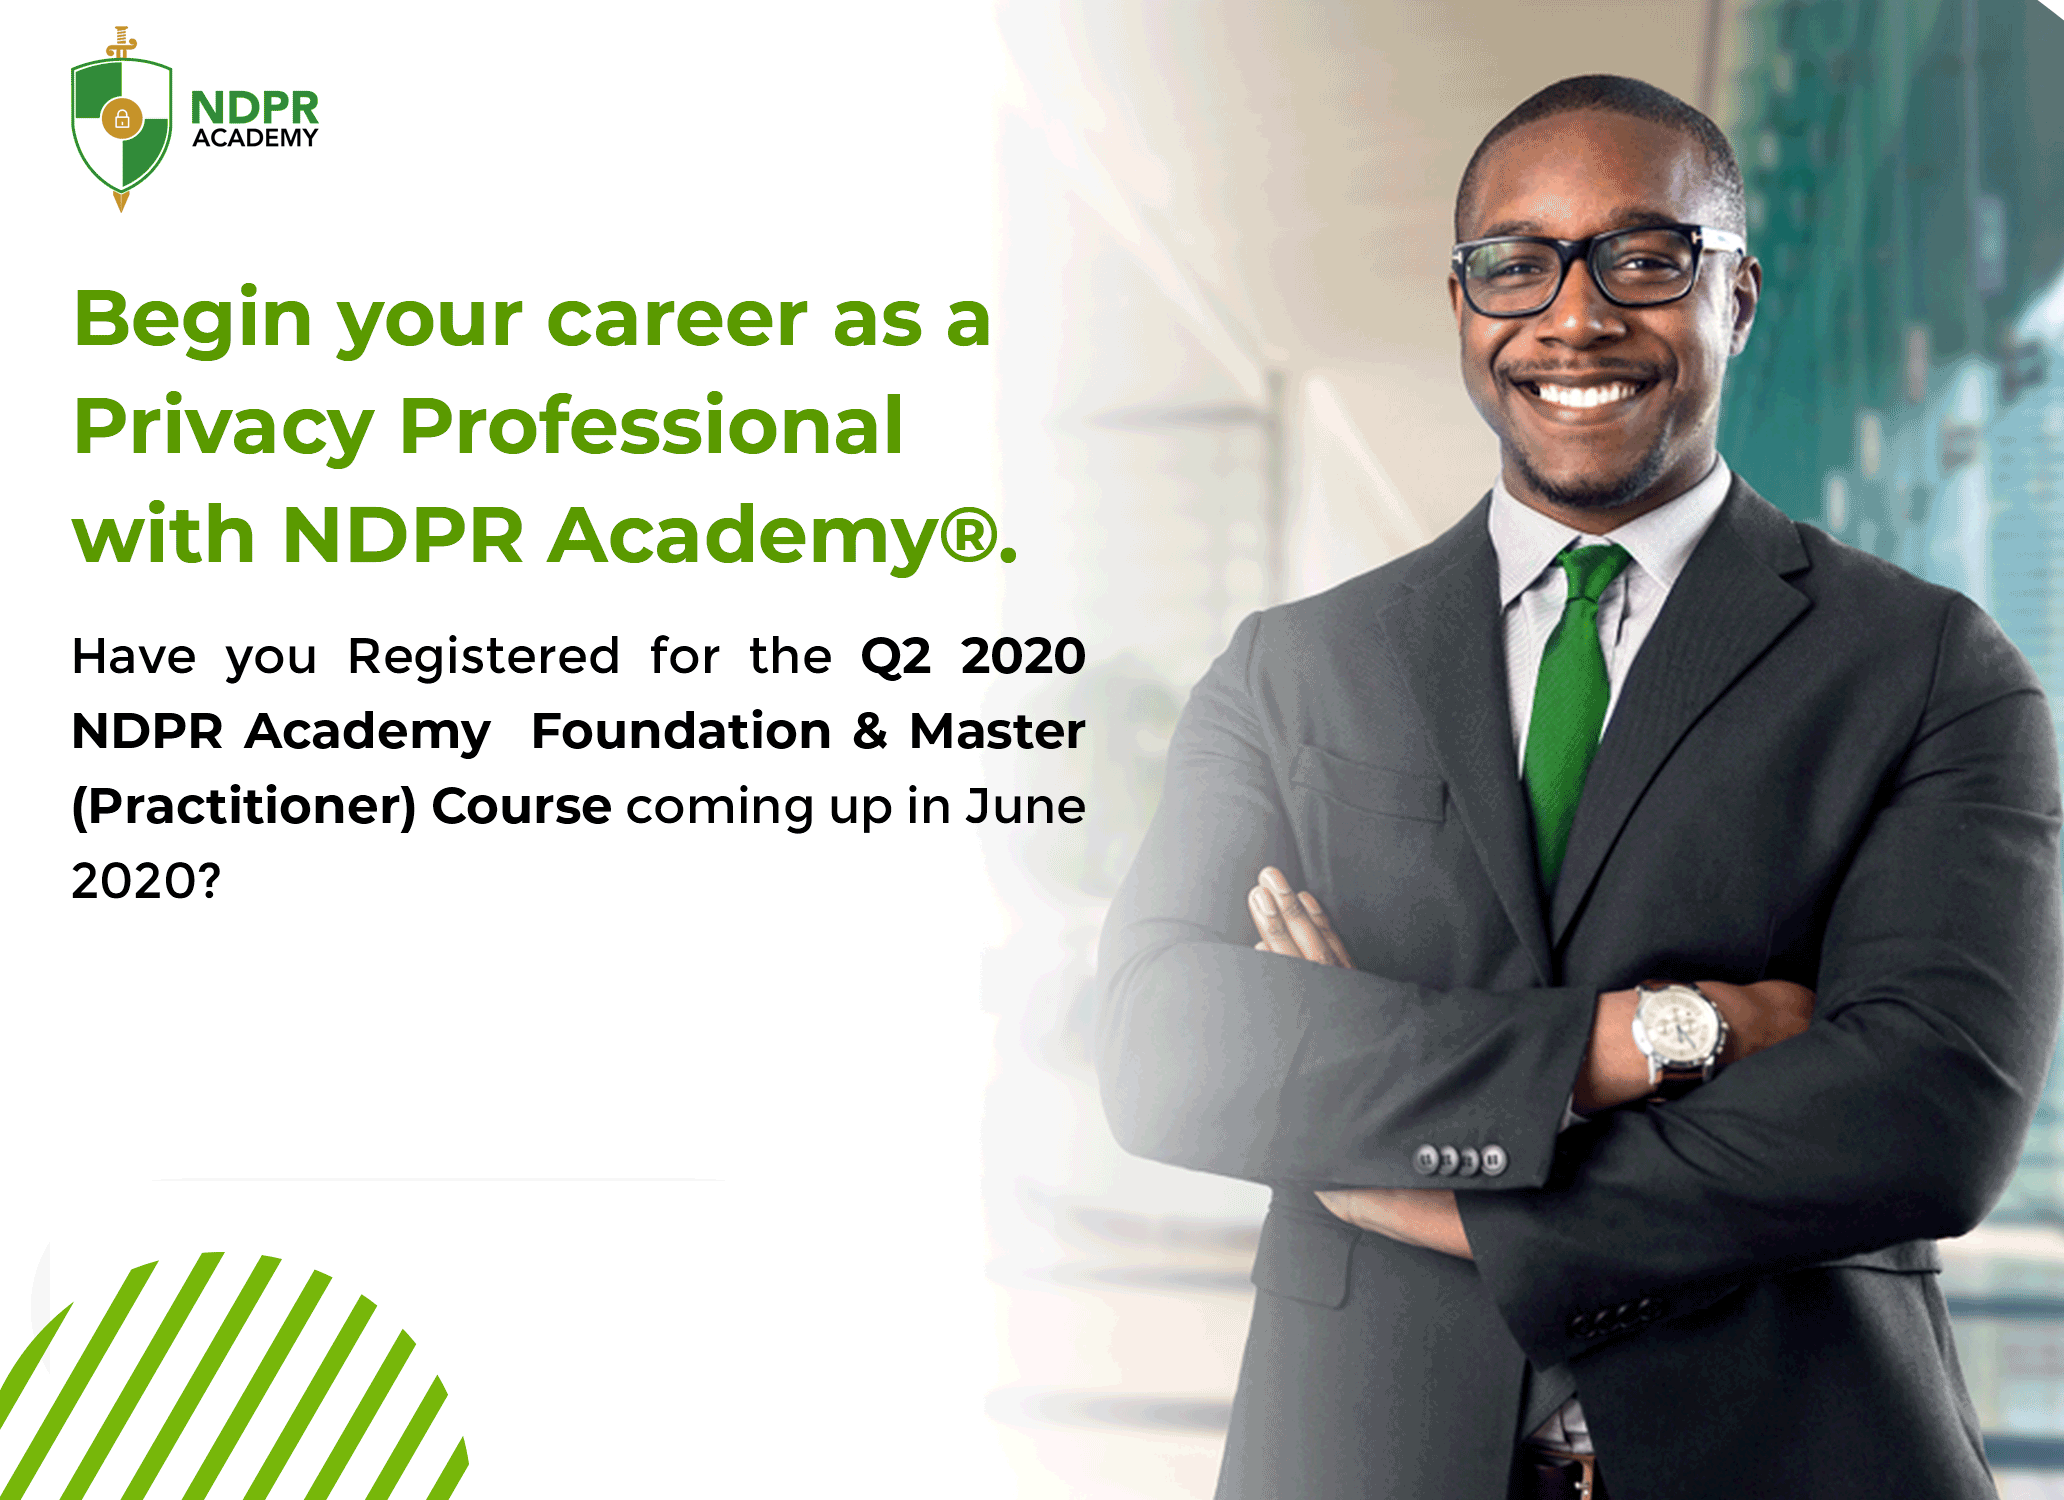 NDPR
ACADEMY
Begin your career as a
Privacy Professional
with NDPR Academy®.
Have you Registered for the Q2 2020
NDPR Academy Foundation & Master
(Practitioner) Course coming up in June
2020?